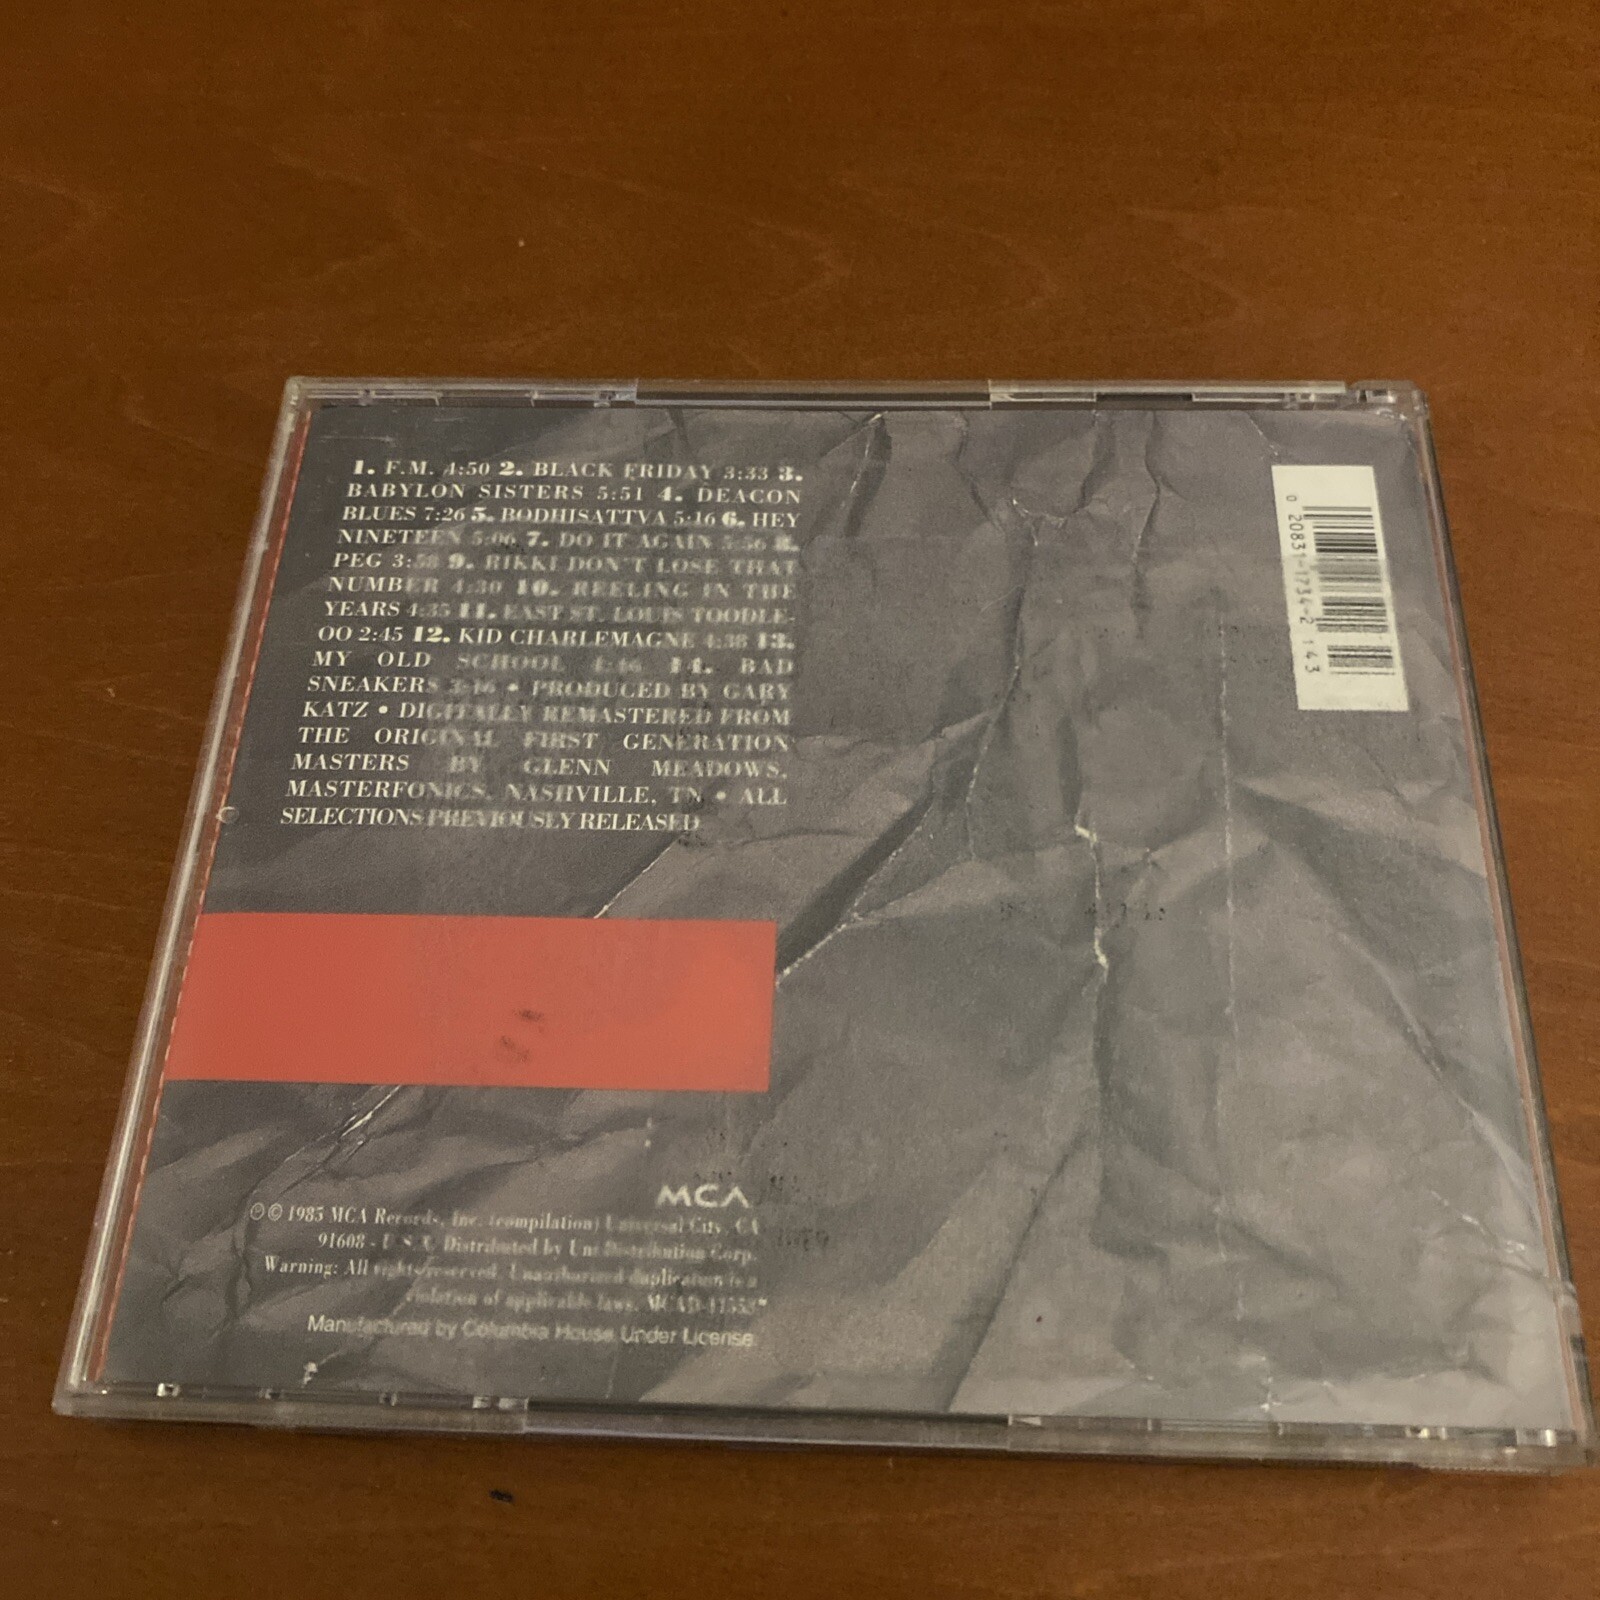 1. F.M. 4:50 2. BLACK FRIDAY 3:33 3.
BABYLON SISTERS 5:51 4. DEACON
BLUES 7:26 5. BODHISATTVA 5:16 6. HEY
NINETEEN 5:06 7. DO IT AGAIN 5:56 8.
PEG 3:58 9. RIKKI DON'T LOSE THAT
NUMBER 4:30 10. REELING IN THE
YEARS 4:35 11. EAST ST. LOUIS TOODLE-
OO 2:45 12. KID CHARLEMAGNE 4:38 13.
MY OLD SCHOOL 4:46 14. BAD
SNEAKERS 3:16 • PRODUCED BY GARY
KATZ • DIGITALLY REMASTERED FROM
THE ORIGINAL FIRST GENERATION
MASTERS BY GLENN MEADOWS,
MASTERFONICS, NASHVILLE, TN • ALL
SELECTIONS PREVIOUSLY RELEASED
0 20831-1734-2 143
MCA
℗© 1985 MCA Records, Inc. (compilation) Universal City, CA
91608 - U.S.A. Distributed by Uni Distribution Corp.
Warning: All rights reserved. Unauthorized duplication is a
violation of applicable laws.
Manufactured by Columbia House Under License.